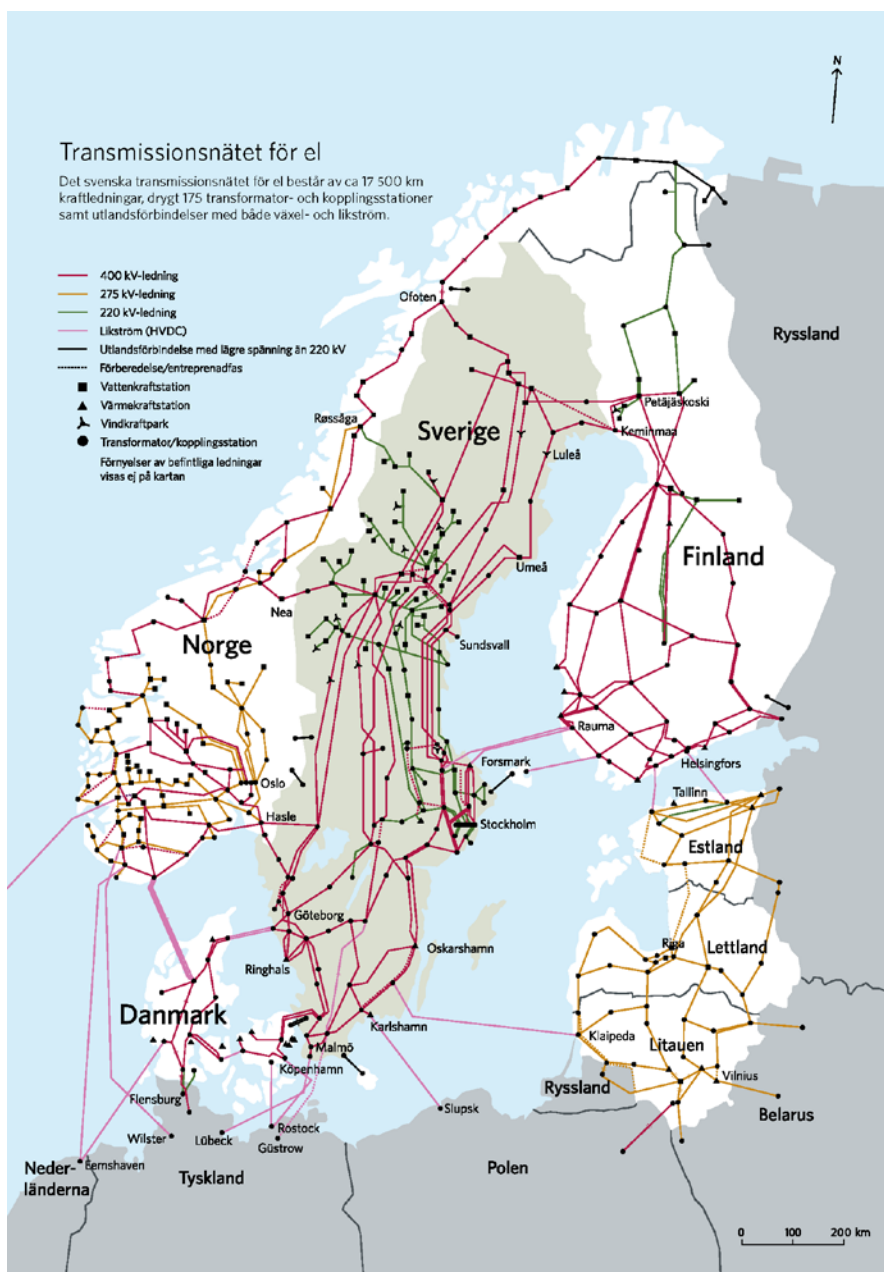 N
Transmissionsnätet för el
Det svenska transmissionsnätet för el består av ca 17 500 km
kraftledningar, drygt 175 transformator- och kopplingsstationer
samt utlandsförbindelser med både växel- och likström.
400 kV-ledning
275 kV-ledning
220 kV-ledning
Likström (HVDC)
Utlandsförbindelse med lägre spänning än 220 kV
Förberedelse/entreprenadfas
Vattenkraftstation
Värmekraftstation
Vindkraftpark
Transformator/kopplingsstation
Förnyelser av befintliga ledningar
visas ej på kartan
Ofoten
Ryssland
Røssåga
Petäjäskoski
Sverige
Keminmaa
Luleå
Finland
Umeå
Nea
Norge
Sundsvall
Rauma
Forsmark
Helsingfors
Oslo
Tallinn
Hasle
Stockholm
Estland
Göteborg
Oskarshamn
Riga
Lettland
Ringhals
Danmark
Karlshamn
Klaipeda
Litauen
Malmö
Köpenhamn
Vilnius
Ryssland
Flensburg
Belarus
Slupsk
Rostock
Wilster
Lübeck
Güstrow
Eemshaven
Neder-
länderna
Tyskland
Polen
0 100 200 km